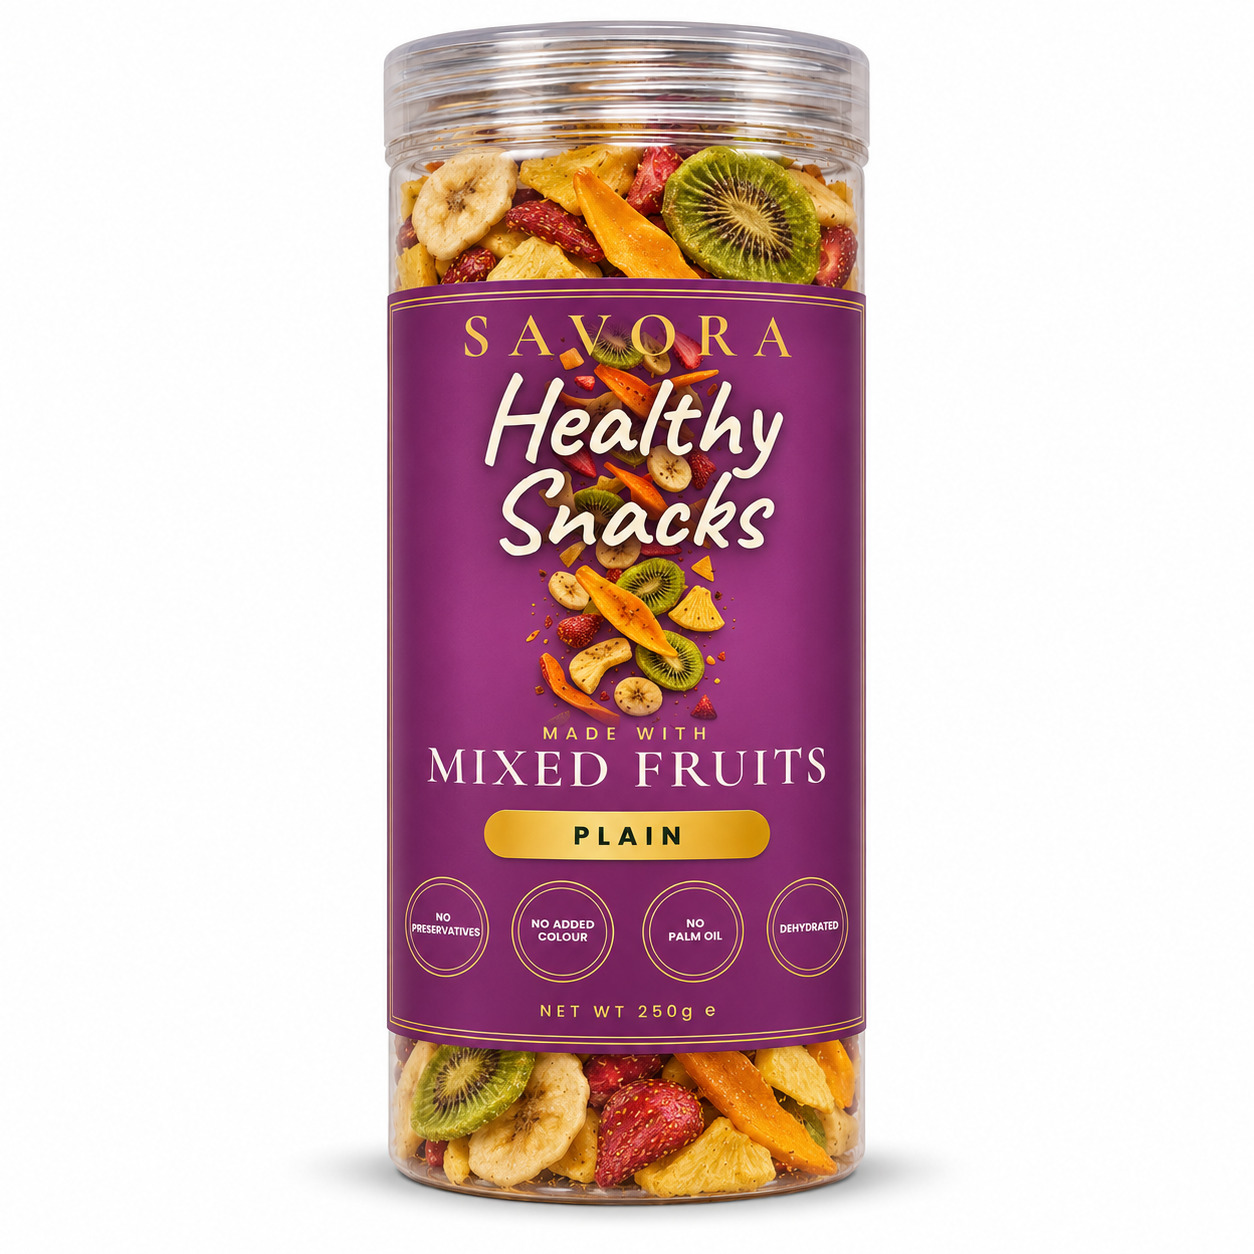 SAVORA
Healthy
Snacks
MADE WITH
MIXED FRUITS
PLAIN
NO
PRESERVATIVES
NO ADDED
COLOUR
NO
PALM OIL
DEHYDRATED
NET WT 250g e